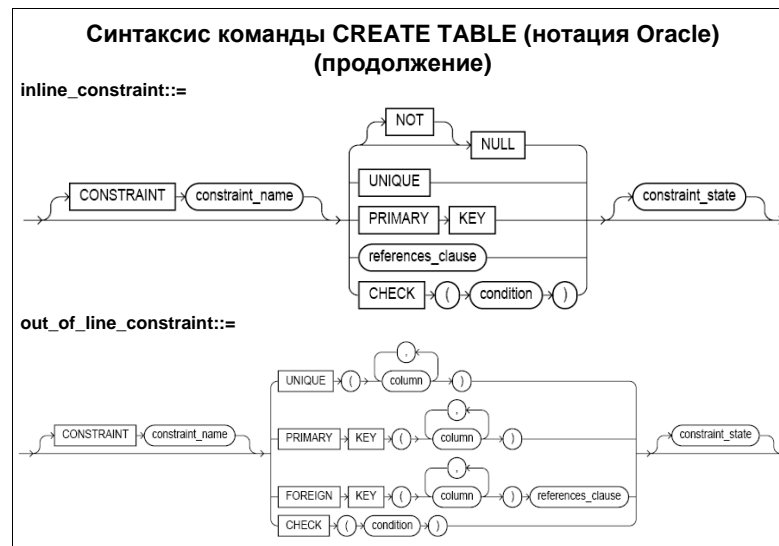 Синтаксис команды CREATE TABLE (нотация Oracle)
(продолжение)
inline_constraint::=
NOT
NULL
UNIQUE
CONSTRAINT constraint_name
PRIMARY KEY
constraint_state
references_clause
CHECK ( condition )
out_of_line_constraint::=
,
UNIQUE ( column )
,
CONSTRAINT constraint_name
PRIMARY KEY ( column )
constraint_state
,
FOREIGN KEY ( column ) references_clause
CHECK ( condition )